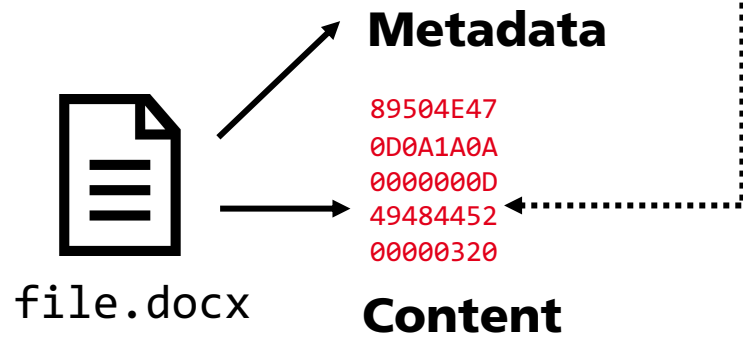 Metadata
89504E47
0D0A1A0A
0000000D
49484452
00000320
file.docx
Content